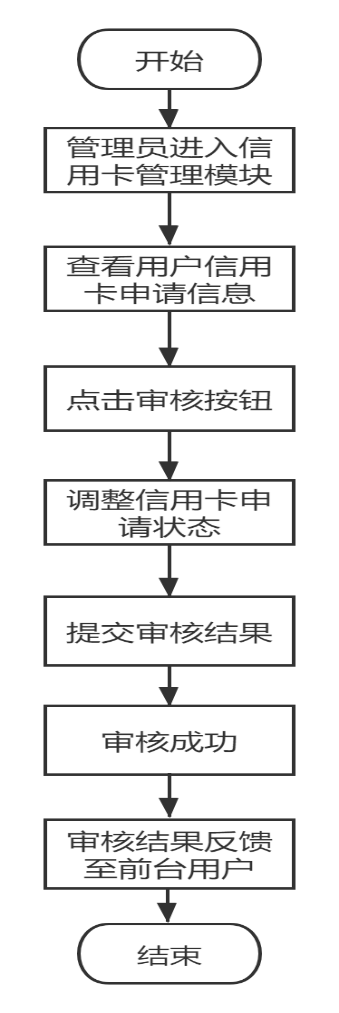 开始
管理员进入信
用卡管理模块
查看用户信用
卡申请信息
点击审核按钮
调整信用卡申
请状态
提交审核结果
审核成功
审核结果反馈
至前台用户
结束